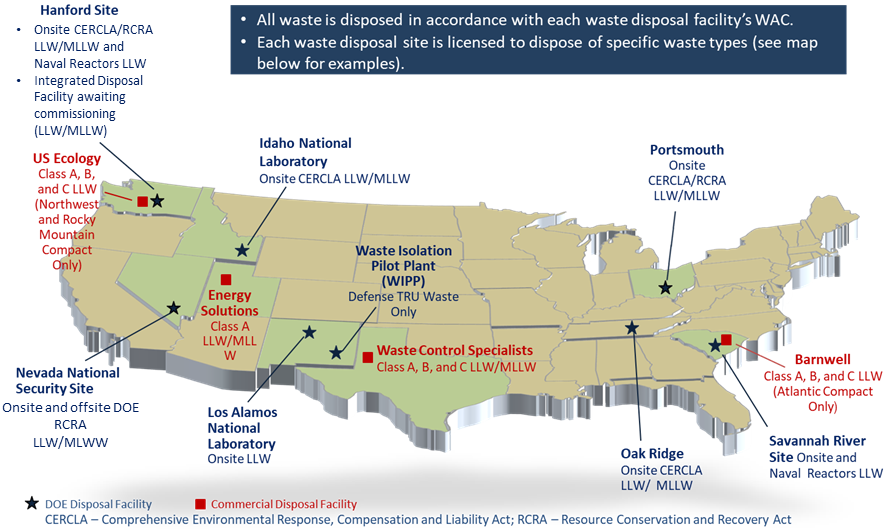 Hanford Site
• Onsite CERCLA/RCRA
LLW/MLLW and
Naval Reactors LLW
• Integrated Disposal
Facility awaiting
commissioning
(LLW/MLLW)
• All waste is disposed in accordance with each waste disposal facility's WAC.
• Each waste disposal site is licensed to dispose of specific waste types (see map
below for examples).
US Ecology
Class A, B,
and C LLW
(Northwest
and Rocky
Mountain
Compact
Only)
Idaho National
Laboratory
Onsite CERCLA LLW/MLLW
Portsmouth
Onsite
CERCLA/RCRA
LLW/MLLW
Waste Isolation
Pilot Plant
(WIPP)
Defense TRU Waste
Only
Energy
Solutions
Class A
LLW/MLL
W
Waste Control Specialists
Class A, B, and C LLW/MLLW
Barnwell
Class A, B, and C LLW
(Atlantic Compact
Only)
Nevada National
Security Site
Onsite and offsite DOE
RCRA
LLW/MLWW
Los Alamos
National
Laboratory
Onsite LLW
Oak Ridge
Onsite CERCLA
LLW/ MLLW
Savannah River
Site Onsite and
Naval Reactors LLW
DOE Disposal Facility
Commercial Disposal Facility
CERCLA – Comprehensive Environmental Response, Compensation and Liability Act; RCRA – Resource Conservation and Recovery Act